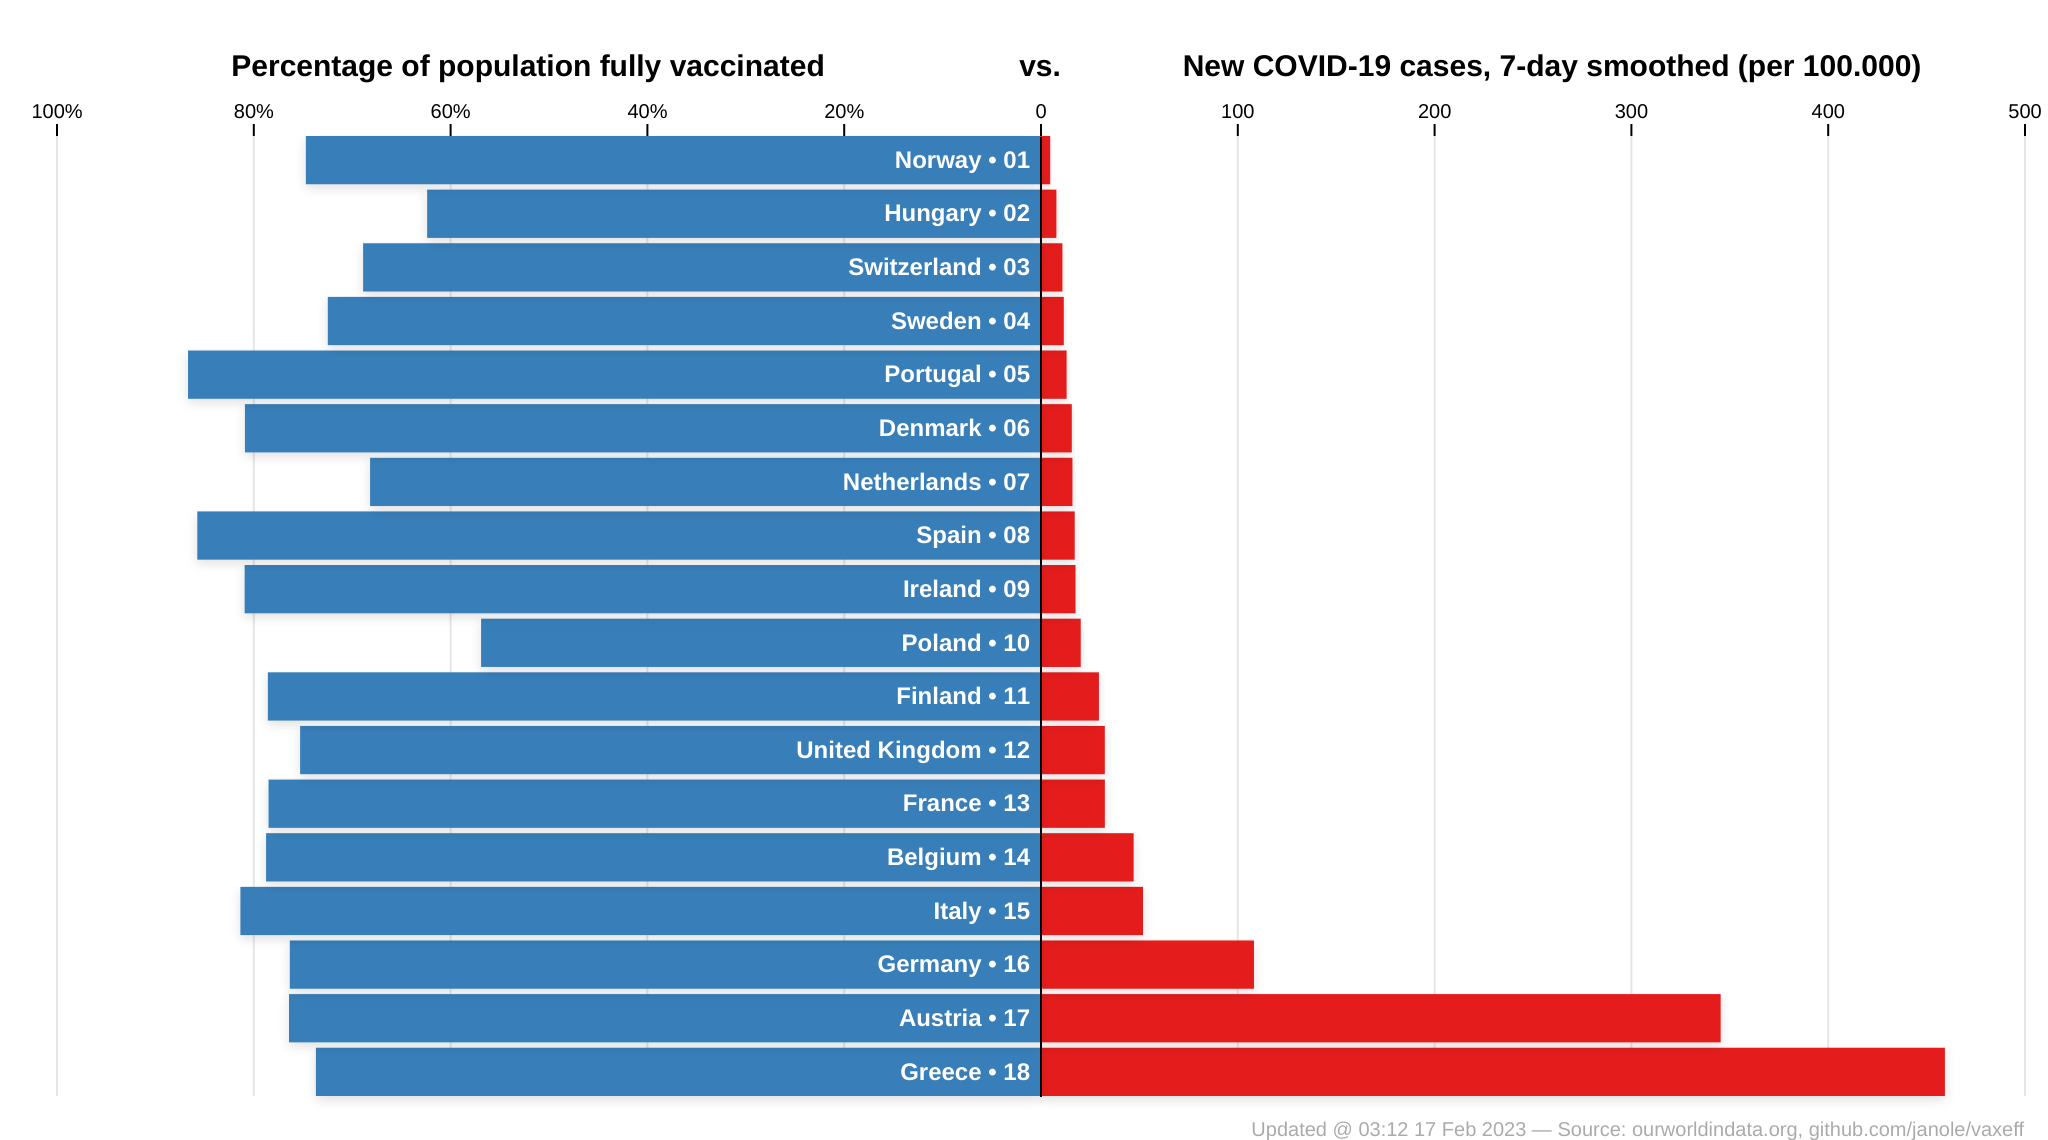 Percentage of population fully vaccinated vs. New COVID-19 cases, 7-day smoothed (per 100.000)
100% 80% 60% 40% 20% 0 100 200 300 400 500
Norway • 01
Hungary • 02
Switzerland • 03
Sweden • 04
Portugal • 05
Denmark • 06
Netherlands • 07
Spain • 08
Ireland • 09
Poland • 10
Finland • 11
United Kingdom • 12
France • 13
Belgium • 14
Italy • 15
Germany • 16
Austria • 17
Greece • 18
Updated @ 03:12 17 Feb 2023 — Source: ourworldindata.org, github.com/janole/vaxeff